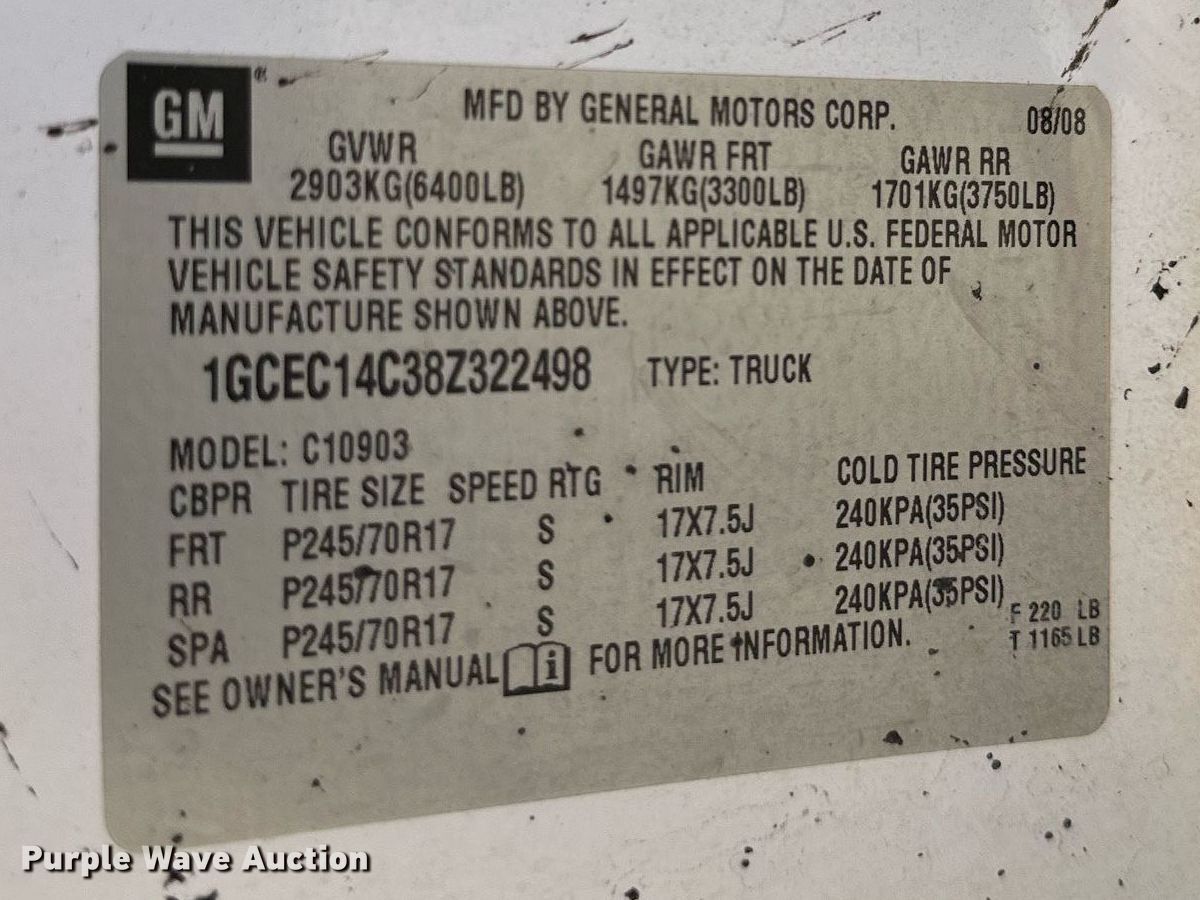 GM ®
MFD BY GENERAL MOTORS CORP. 08/08
GVWR GAWR FRT GAWR RR
2903KG(6400LB) 1497KG(3300LB) 1701KG(3750LB)
THIS VEHICLE CONFORMS TO ALL APPLICABLE U.S. FEDERAL MOTOR
VEHICLE SAFETY STANDARDS IN EFFECT ON THE DATE OF
MANUFACTURE SHOWN ABOVE.
1GCEC14C38Z322498 TYPE: TRUCK
MODEL: C10903
CBPR TIRE SIZE SPEED RTG RIM COLD TIRE PRESSURE
FRT P245/70R17 S 17X7.5J 240KPA(35PSI)
RR P245/70R17 S 17X7.5J 240KPA(35PSI)
SPA P245/70R17 S 17X7.5J 240KPA(35PSI)
F 220 LB
T 1165 LB
SEE OWNER'S MANUAL i FOR MORE INFORMATION.
Purple Wave Auction